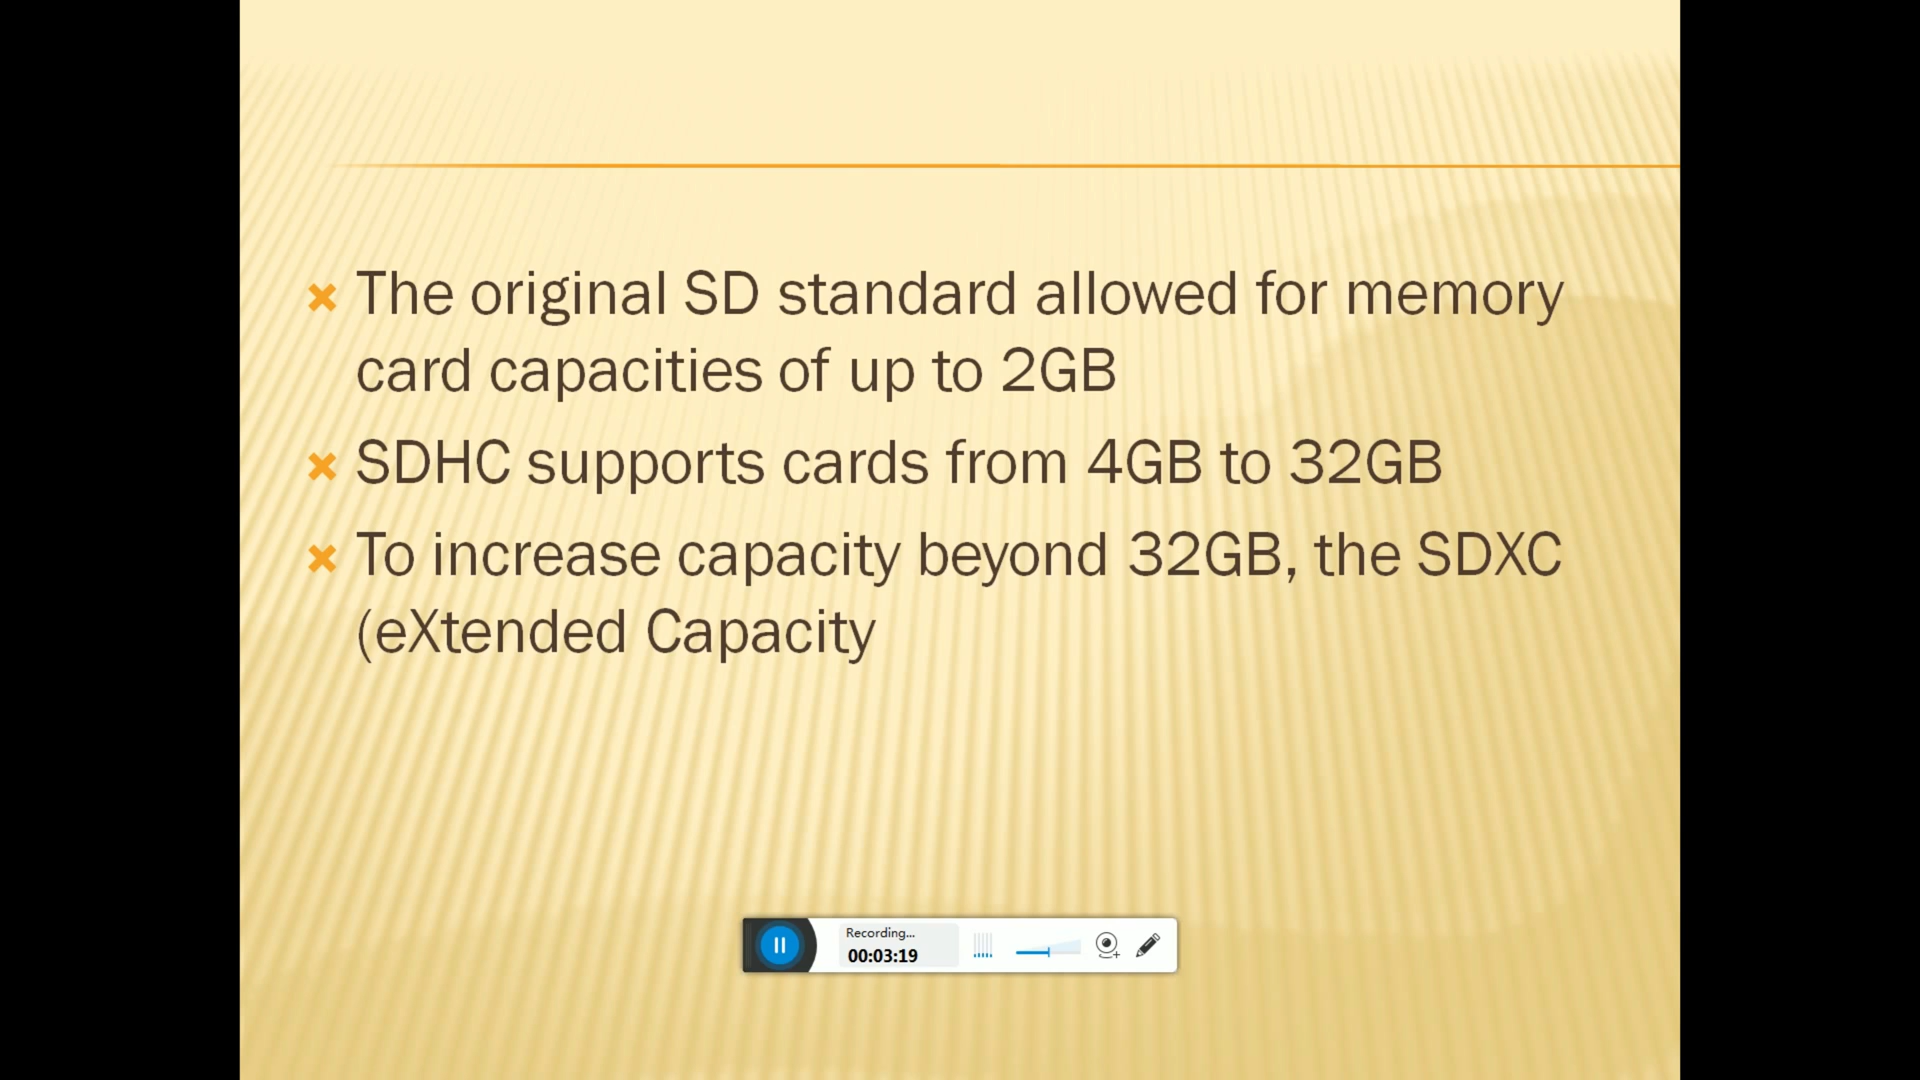 The original SD standard allowed for memory
card capacities of up to 2GB
SDHC supports cards from 4GB to 32GB
To increase capacity beyond 32GB, the SDXC
(eXtended Capacity
Recording...
00:03:19